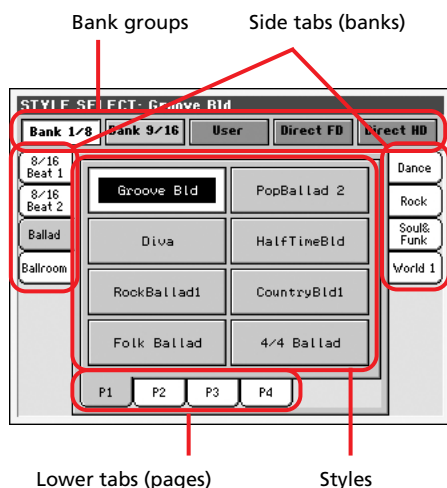 Bank groups
Side tabs (banks)
STYLE SELECT: Groove Bld
Bank 1/8
Bank 9/16
User
Direct FD
Direct HD
8/16
Beat 1
8/16
Beat 2
Ballad
Ballroom
Groove Bld
PopBallad 2
Diva
HalfTimeBld
RockBallad1
CountryBld1
Folk Ballad
4/4 Ballad
Dance
Rock
Soul&
Funk
World 1
P1
P2
P3
P4
Lower tabs (pages)
Styles